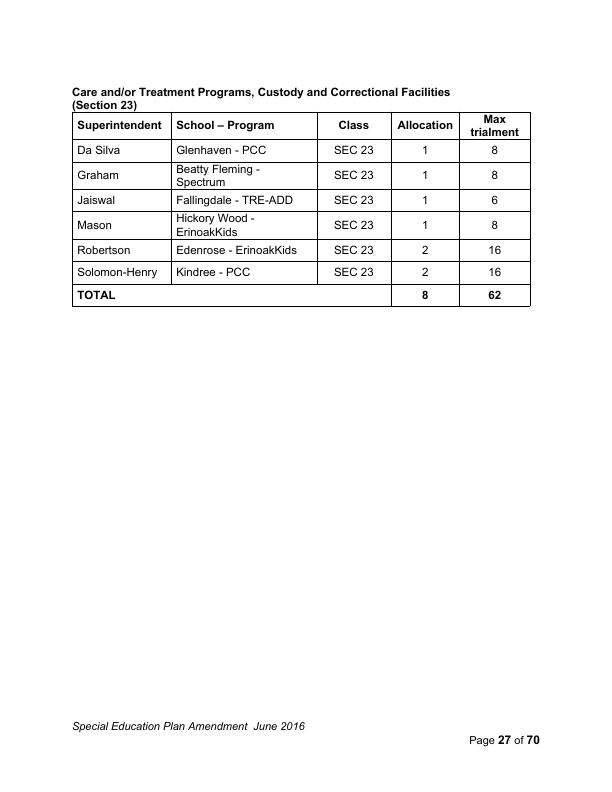 Care and/or Treatment Programs, Custody and Correctional Facilities
(Section 23)
Superintendent School – Program Class Allocation Max
trialment
Da Silva Glenhaven - PCC SEC 23 1 8
Graham Beatty Fleming -
Spectrum SEC 23 1 8
Jaiswal Fallingdale - TRE-ADD SEC 23 1 6
Mason Hickory Wood -
ErinoakKids SEC 23 1 8
Robertson Edenrose - ErinoakKids SEC 23 2 16
Solomon-Henry Kindree - PCC SEC 23 2 16
TOTAL 8 62
Special Education Plan Amendment  June 2016
Page 27 of 70